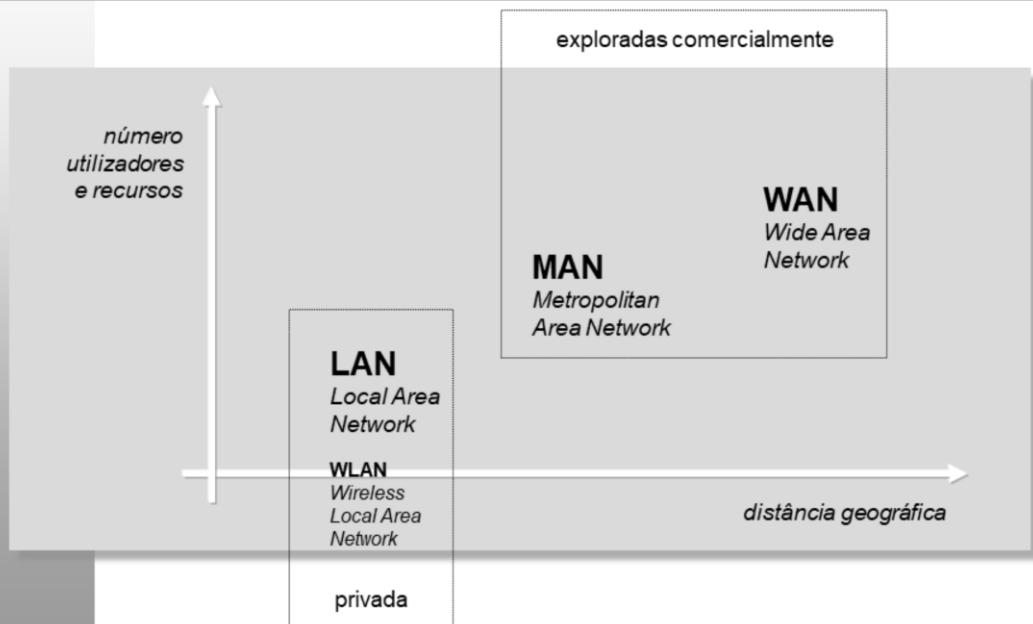 exploradas comercialmente
número
utilizadores
e recursos
WAN
Wide Area
Network
MAN
Metropolitan
Area Network
LAN
Local Area
Network
WLAN
Wireless
Local Area
Network
distância geográfica
privada